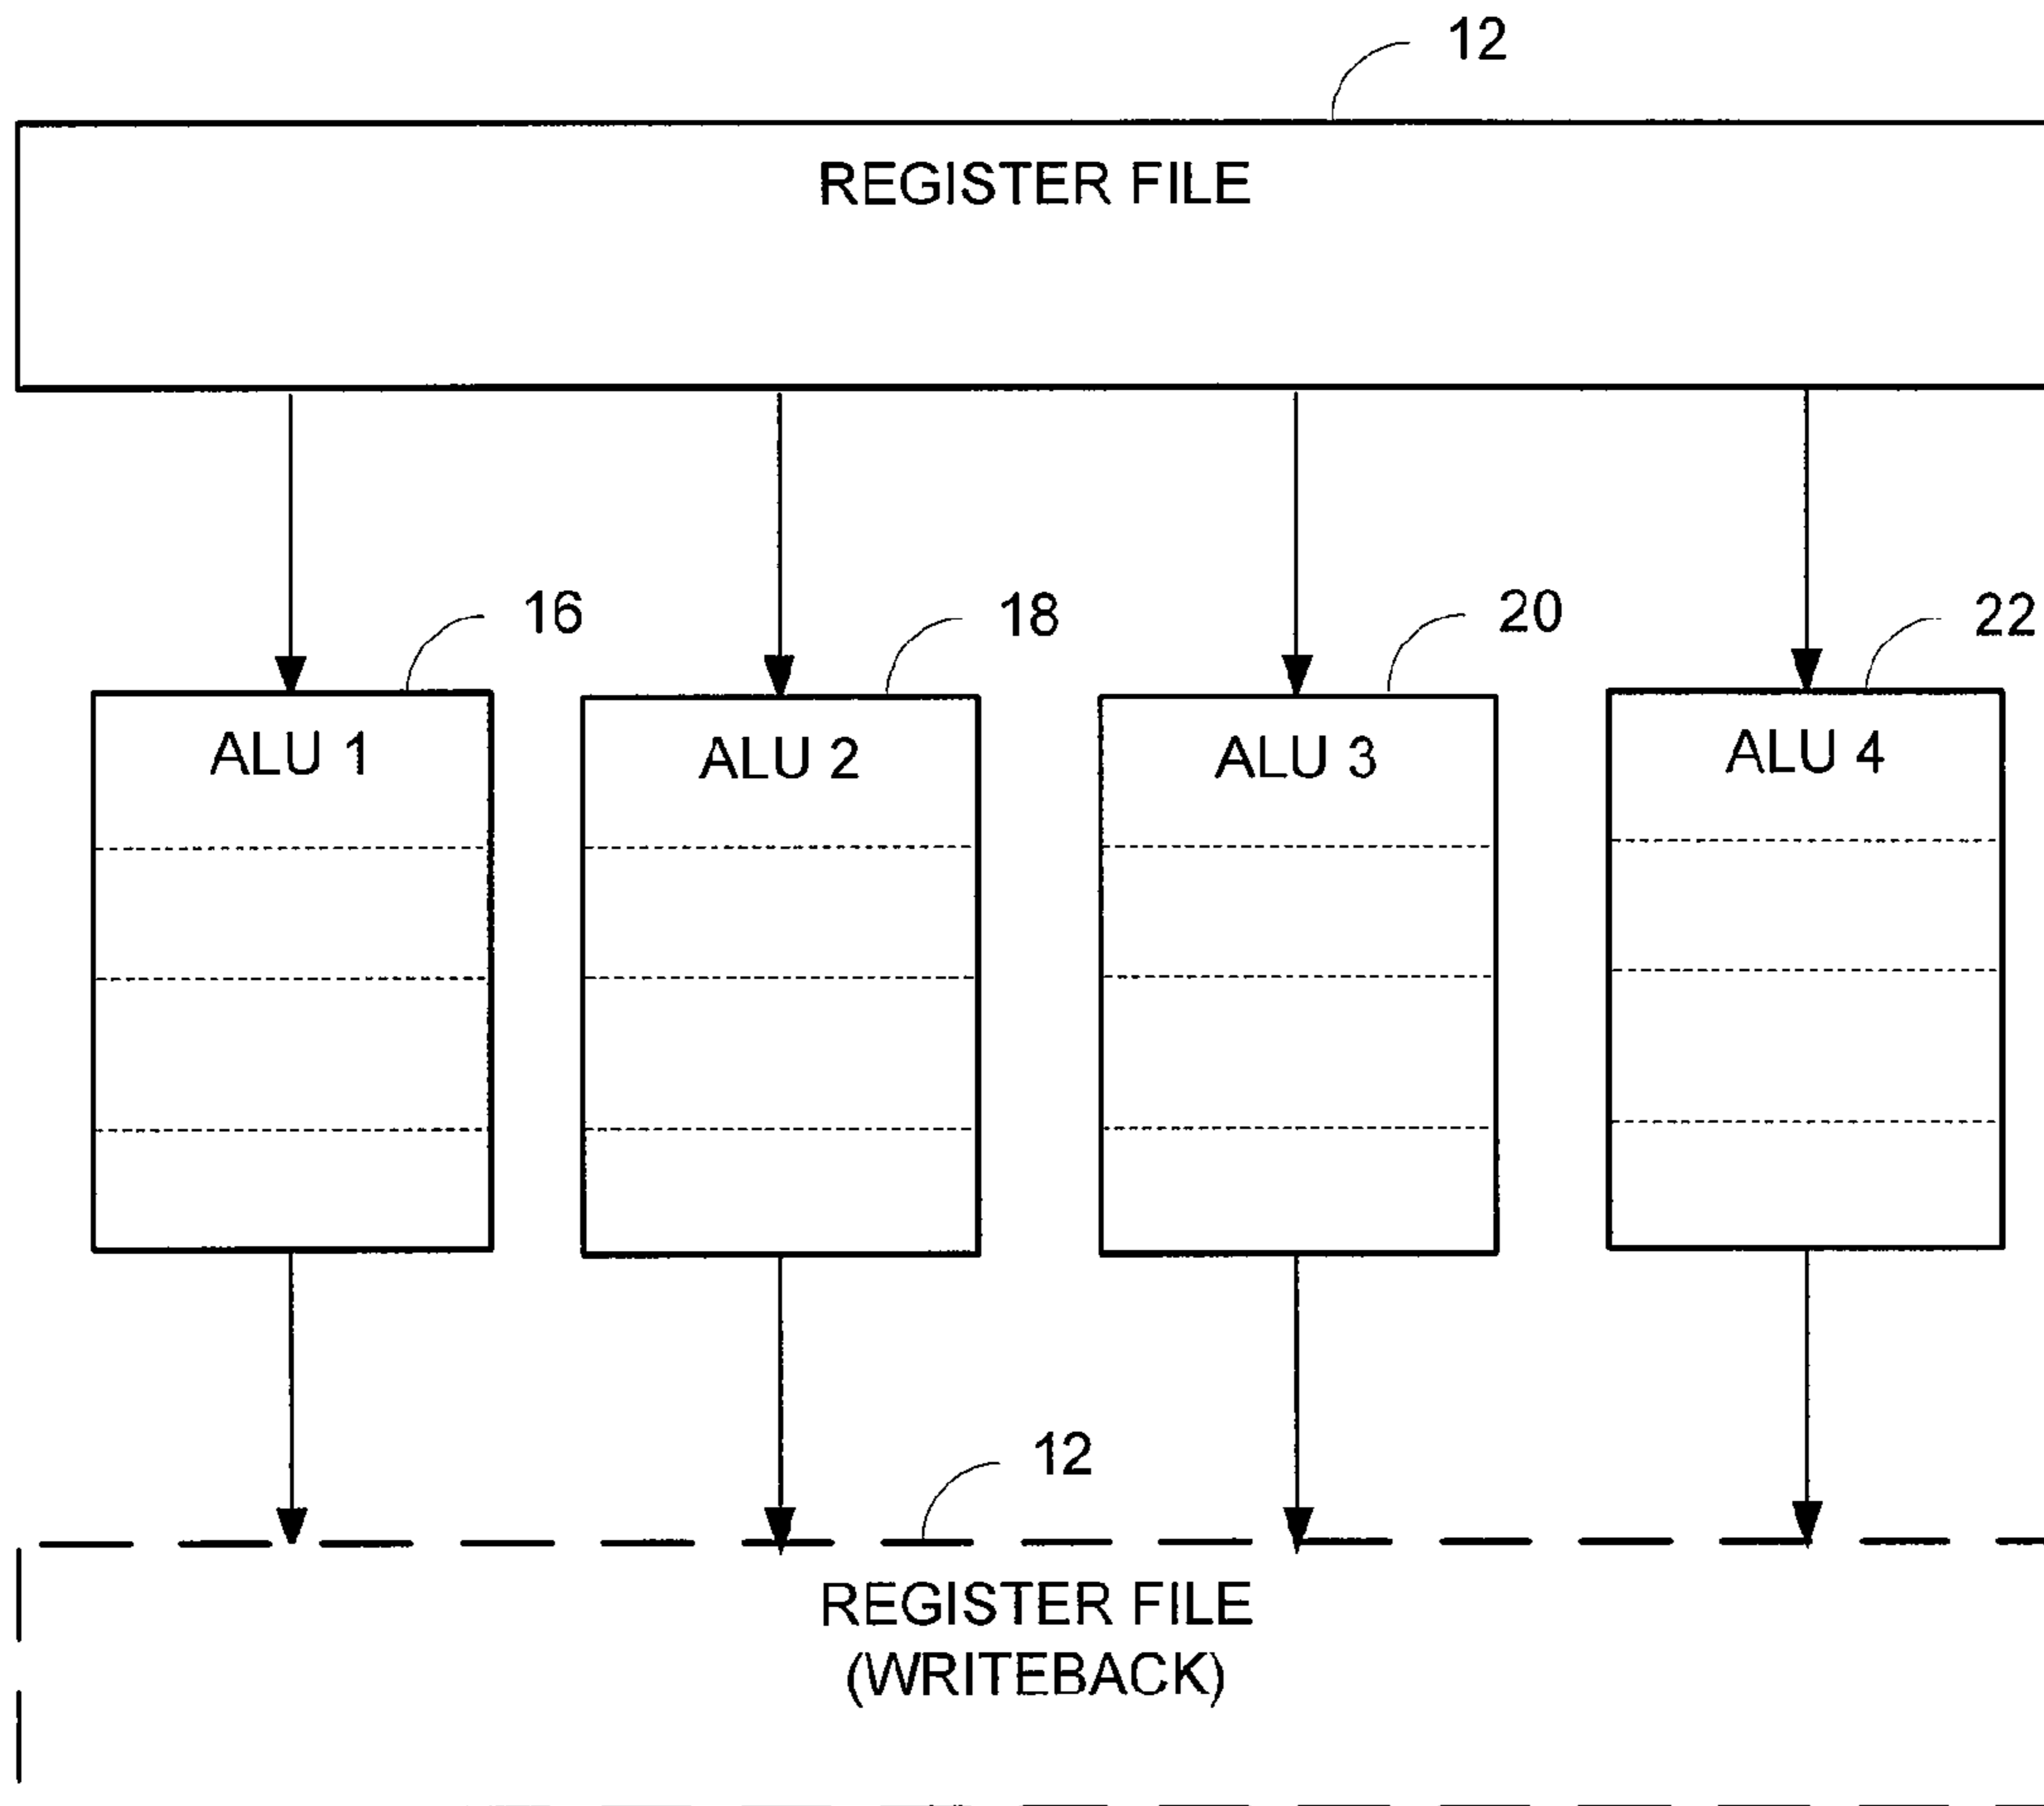 12
REGISTER FILE
16
18
20
22
ALU 1
ALU 2
ALU 3
ALU 4
12
REGISTER FILE
(WRITEBACK)